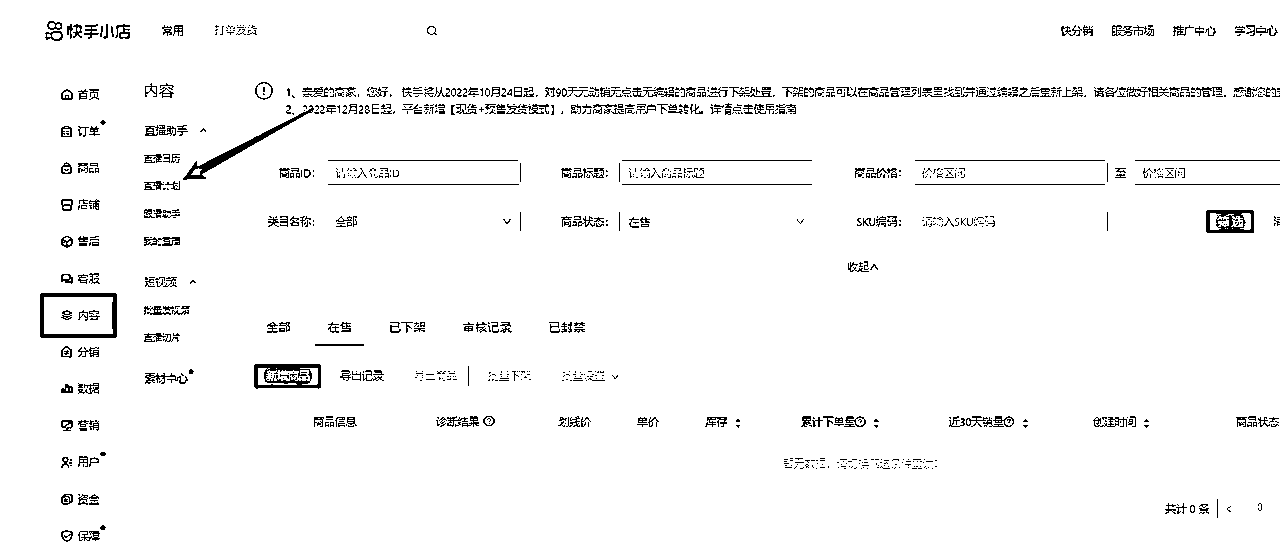 快手小店 常用 打单发货 快分销 服务市场 推广中心 学习中心
首页
订单
商品
店铺
售后
客服
内容
分销
数据
营销
用户
资金
保障
内容
直播助手
直播日历
直播计划
跟播助手
我的直播
短视频
批量发视频
直播切片
素材中心
1、亲爱的商家，您好，快手将从2022年10月24日起，对90天无动销无点击无编辑的商品进行下架处置，下架的商品可以在商品管理列表里找到并通过编辑之后重新上架，请各位做好相关商品的管理，感谢您的支
2、2022年12月28日起，平台新增【现货+预售发货模式】，助力商家提高用户下单转化。详情点击使用指南
商品ID： 请输入商品ID 商品标题： 请输入商品标题 商品价格： 价格区间 至 价格区间
类目名称： 全部 商品状态： 在售 SKU编码： 请输入SKU编码 筛选
收起
全部 在售 已下架 审核记录 已封禁
新增商品 导出记录 导出商品 批量下架 批量设置
商品信息 诊断结果 划线价 单价 库存 累计下单量 近30天销量 创建时间 商品状态
暂无数据，
共计 0 条 < 0